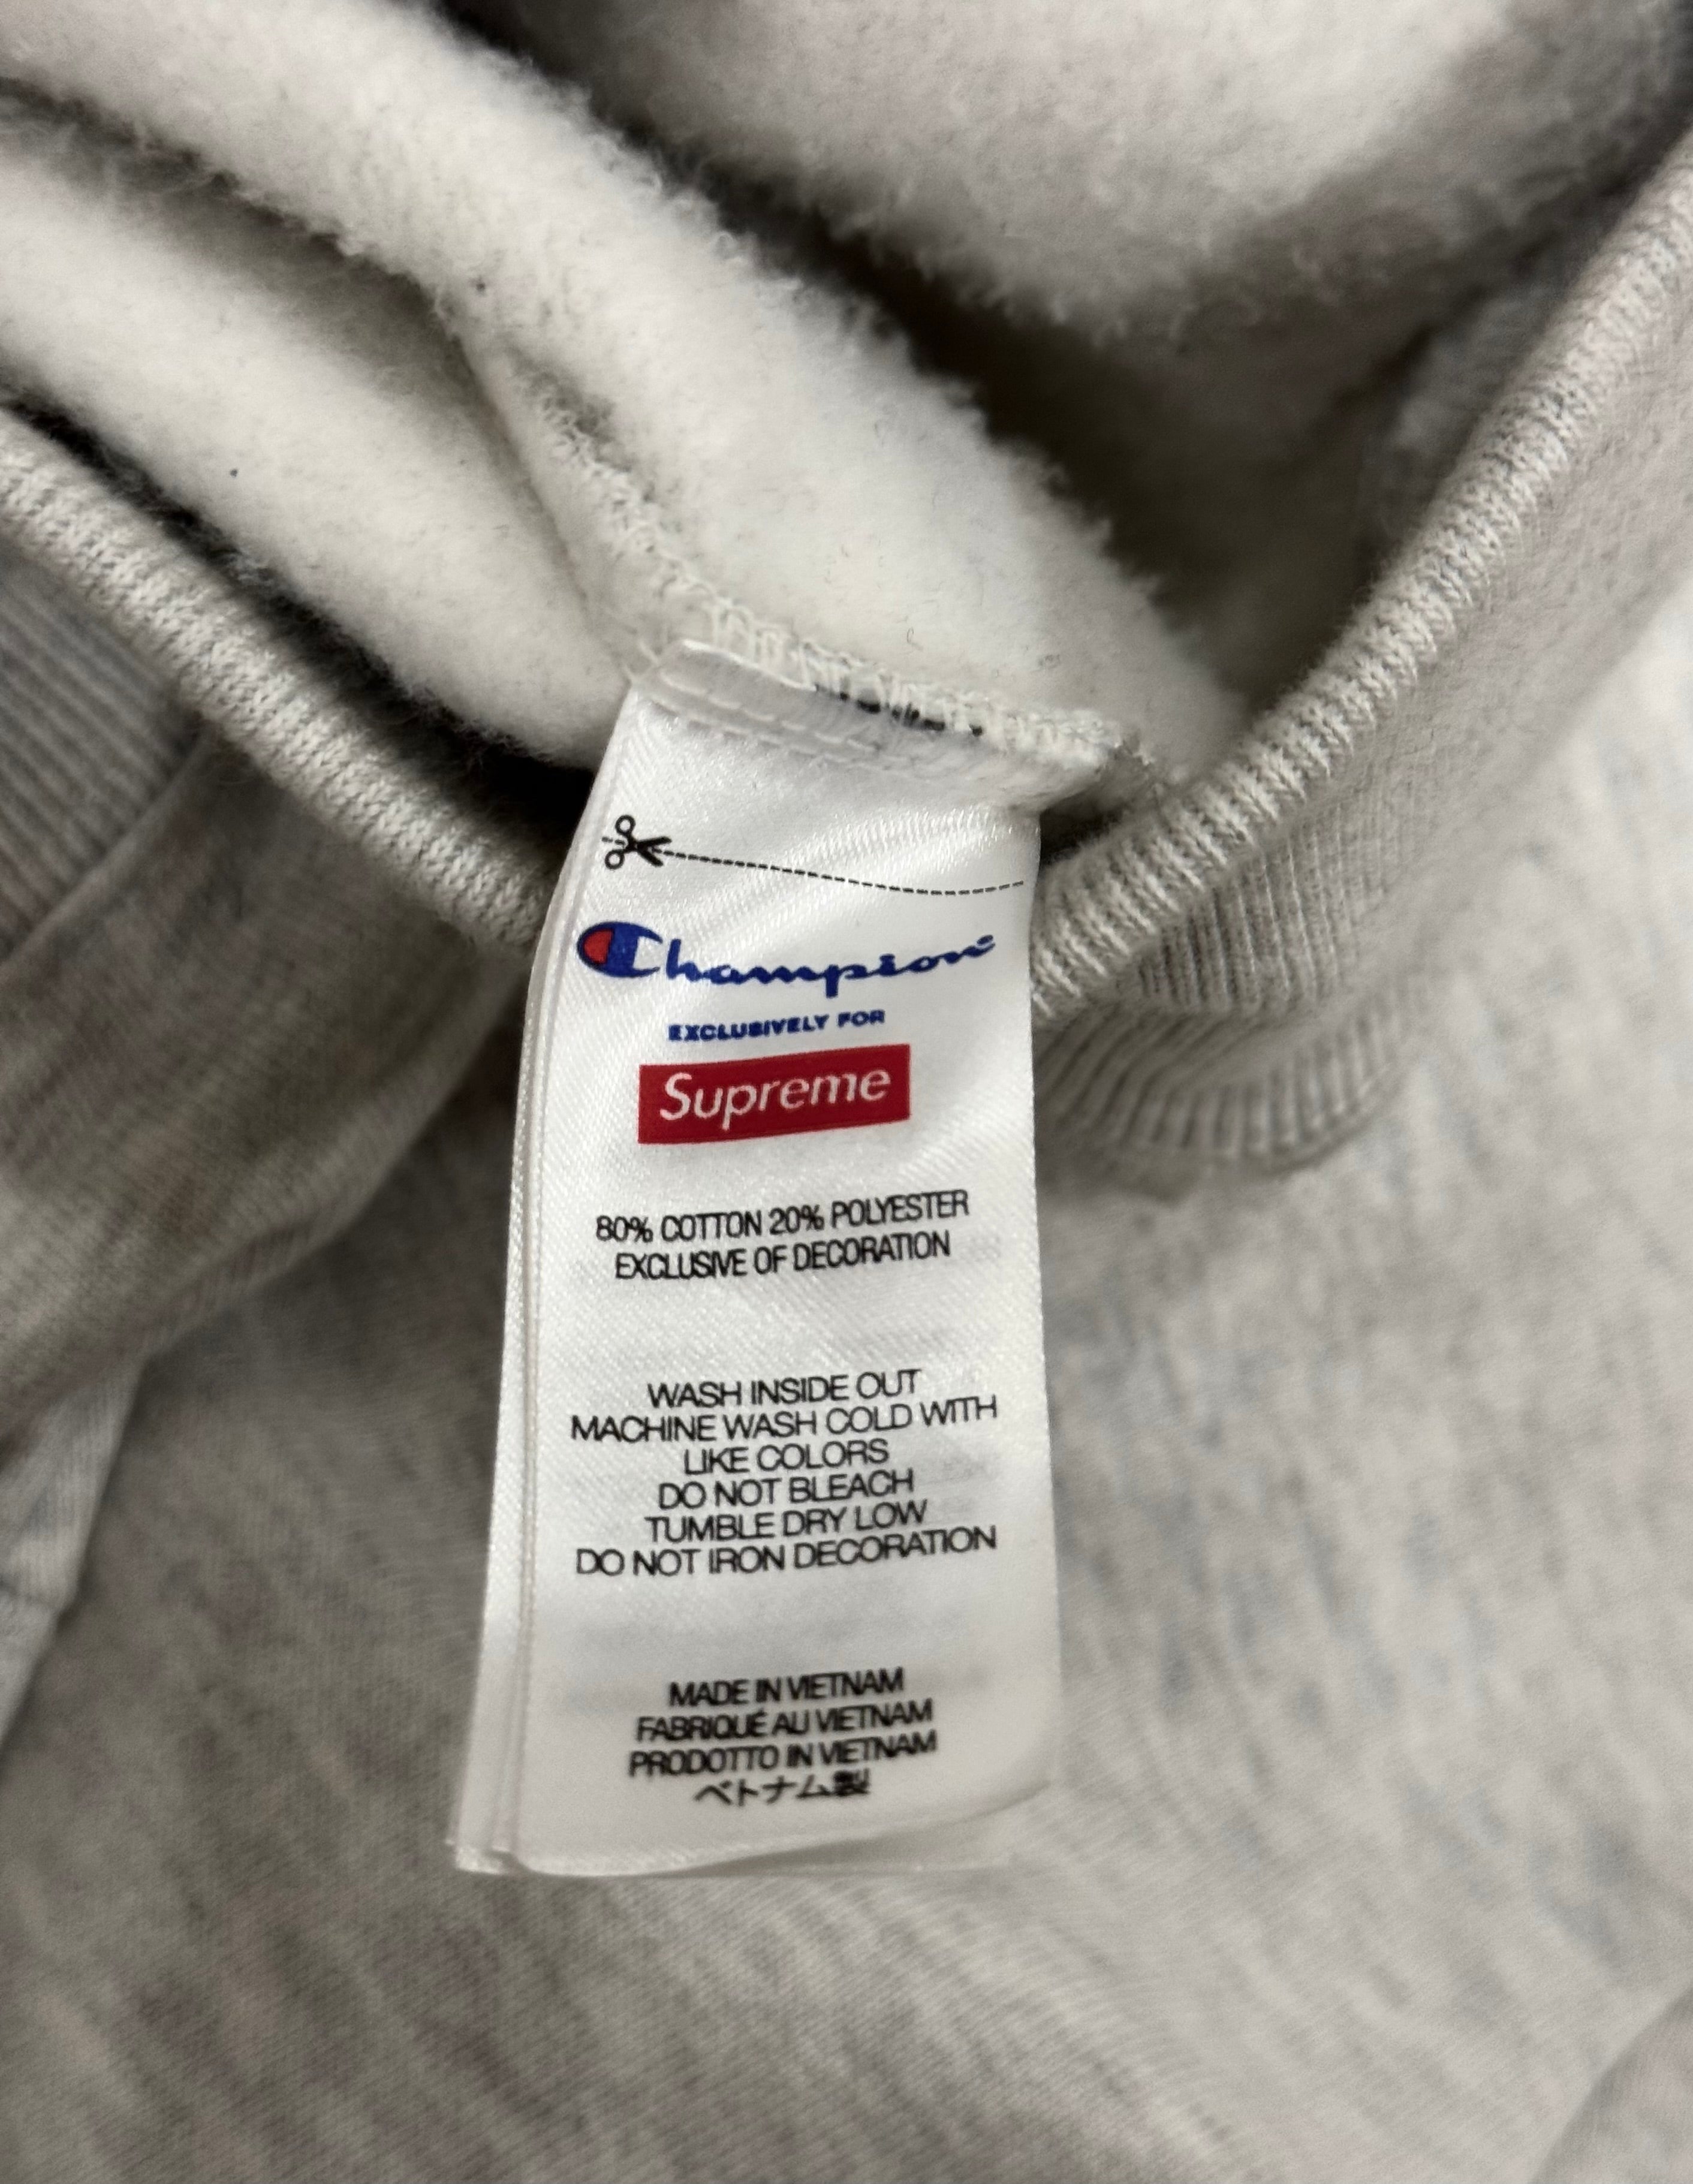 Champion
EXCLUSIVELY FOR
Supreme
80% COTTON 20% POLYESTER
EXCLUSIVE OF DECORATION
WASH INSIDE OUT
MACHINE WASH COLD WITH
LIKE COLORS
DO NOT BLEACH
TUMBLE DRY LOW
DO NOT IRON DECORATION
MADE IN VIETNAM
FABRIQUÉ AU VIETNAM
PRODOTTO IN VIETNAM
ベトナム製